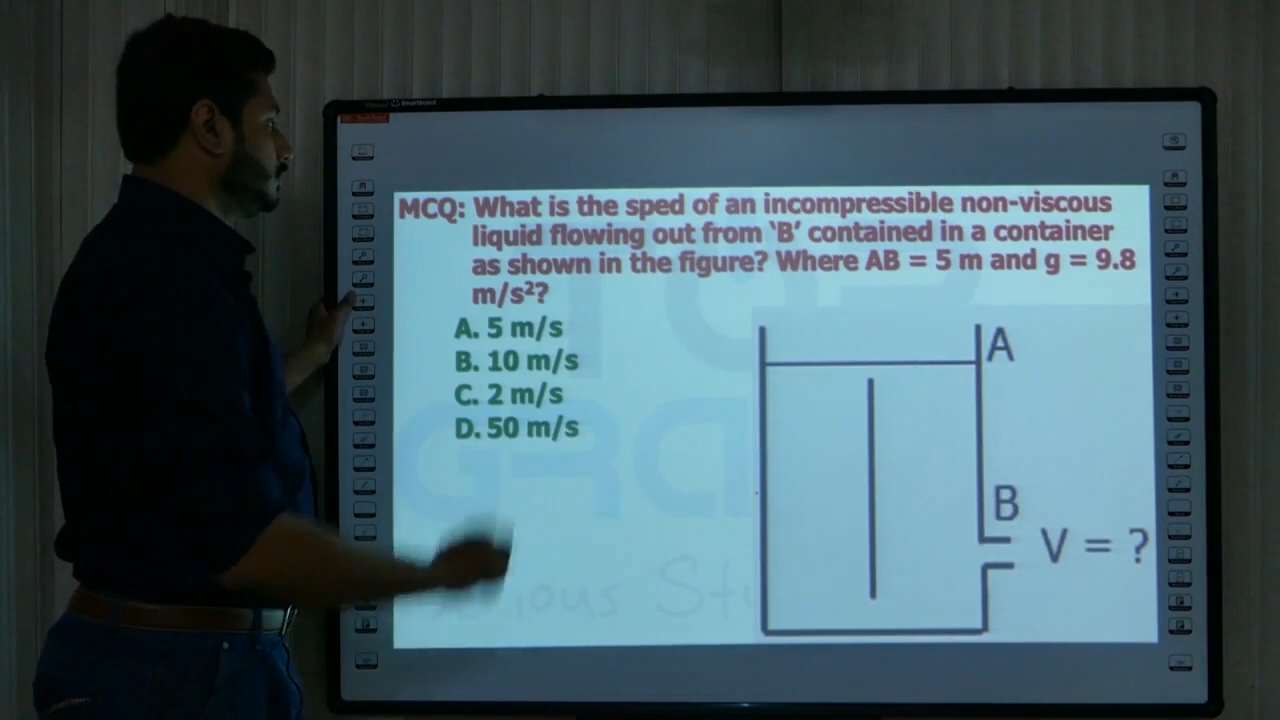 Smartboard
MCQ: What is the sped of an incompressible non-viscous
liquid flowing out from ‘B’ contained in a container
as shown in the figure? Where AB = 5 m and g = 9.8
m/s²?
A. 5 m/s
B. 10 m/s
C. 2 m/s
D. 50 m/s
A
B
V = ?